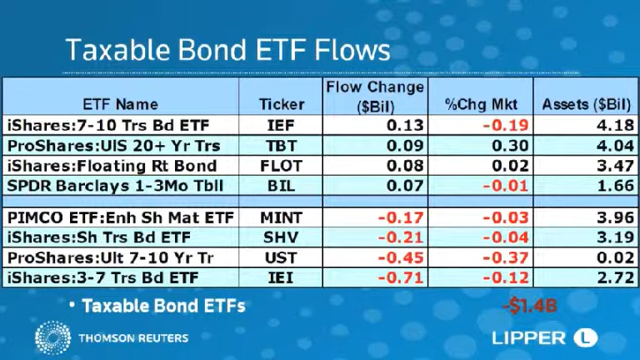 Taxable Bond ETF Flows
ETF Name Ticker Flow Change ($Bil) %Chg Mkt Assets ($Bil)
iShares:7-10 Trs Bd ETF IEF 0.13 -0.19 4.18
ProShares:UlS 20+ Yr Trs TBT 0.09 0.30 4.04
iShares:Floating Rt Bond FLOT 0.08 0.02 3.47
SPDR Barclays 1-3Mo Tbll BIL 0.07 -0.01 1.66
PIMCO ETF:Enh Sh Mat ETF MINT -0.17 -0.03 3.96
iShares:Sh Trs Bd ETF SHV -0.21 -0.04 3.19
ProShares:Ult 7-10 Yr Tr UST -0.45 -0.37 0.02
iShares:3-7 Trs Bd ETF IEI -0.71 -0.12 2.72
• Taxable Bond ETFs -$1.4B
THOMSON REUTERS LIPPER L